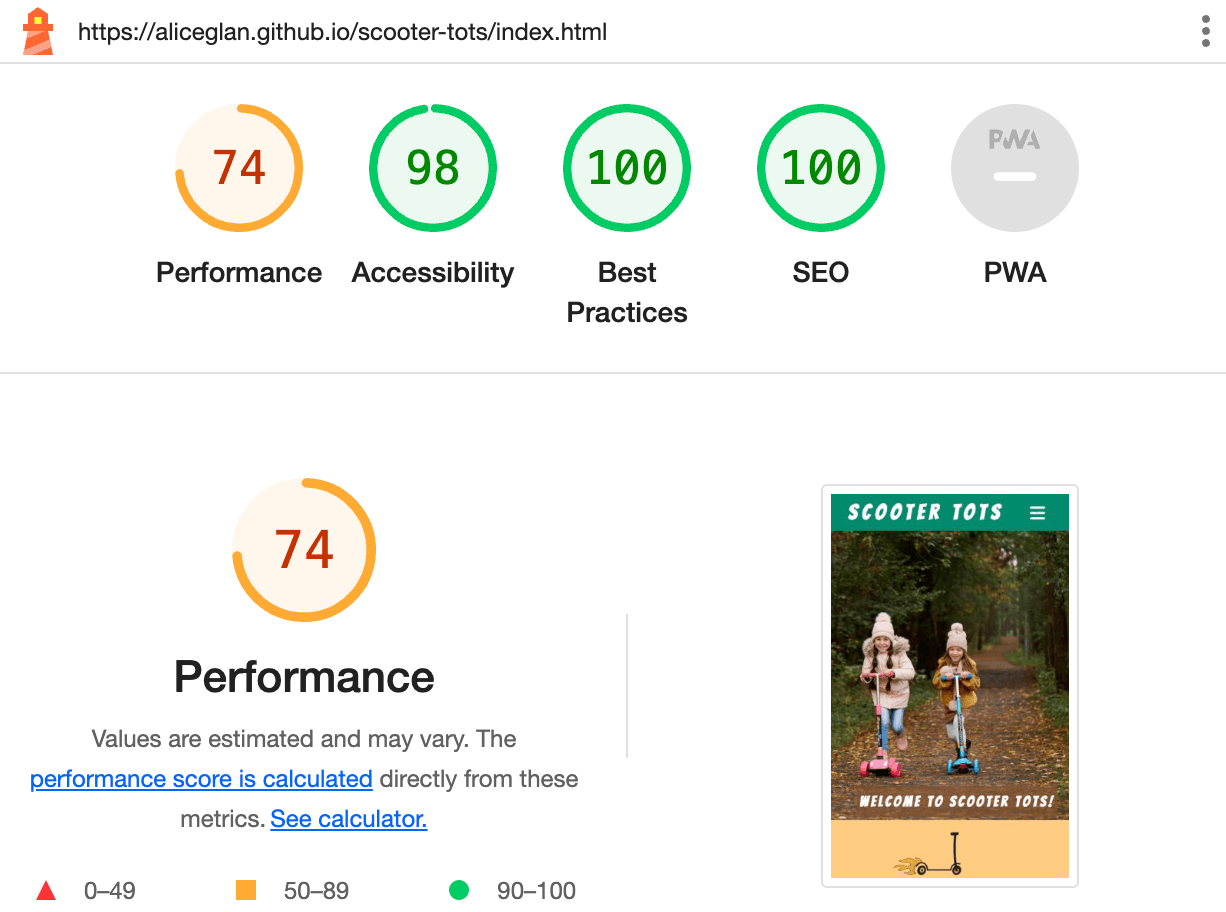 https://aliceglan.github.io/scooter-tots/index.html
74
98
100
100
PWA
Performance
Accessibility
Best
Practices
SEO
PWA
74
Performance
Values are estimated and may vary. The
performance score is calculated directly from these
metrics. See calculator.
0–49
50–89
90–100
SCOOTER TOTS
WELCOME TO SCOOTER TOTS!